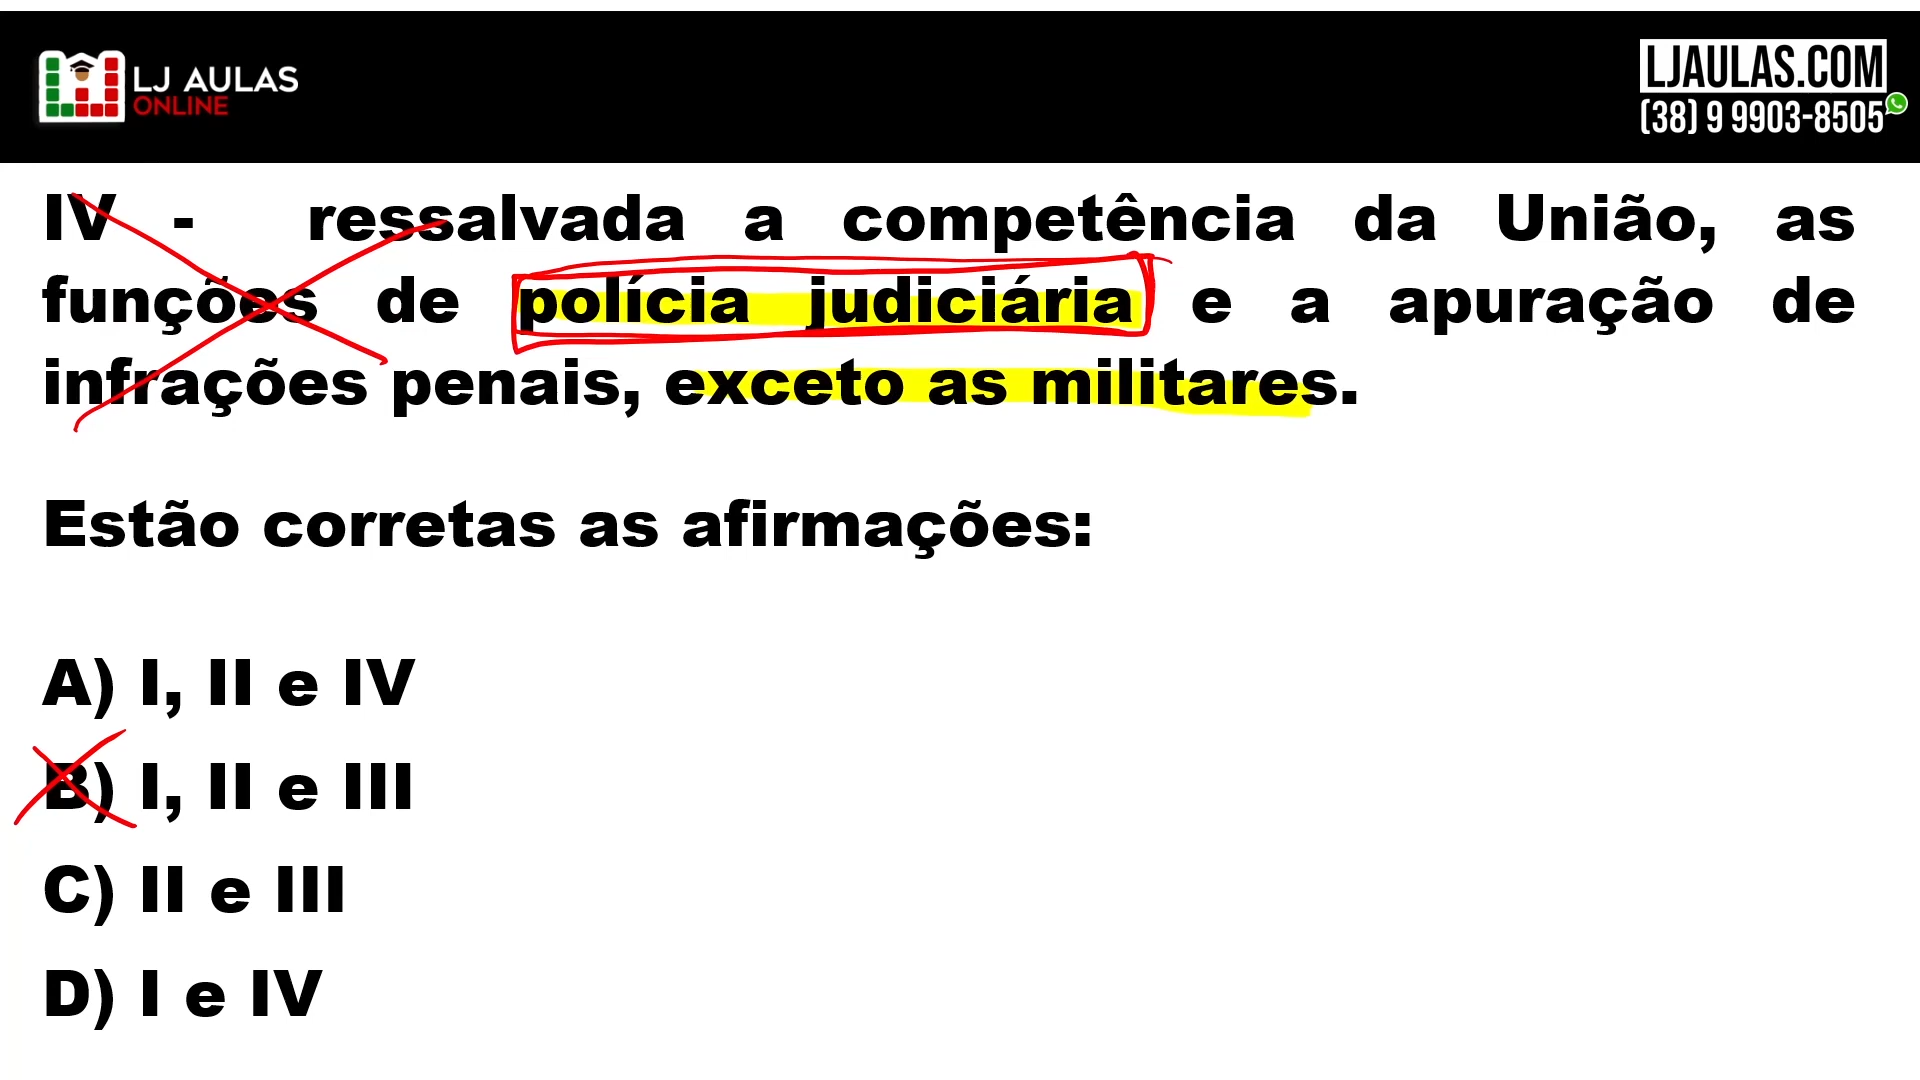 LJ AULAS
ONLINE
LJAULAS.COM
(38) 9 9903-8505
IV - ressalvada a competência da União, as
funções de polícia judiciária e a apuração de
infrações penais, exceto as militares.
Estão corretas as afirmações:
A) I, II e IV
B) I, II e III
C) II e III
D) I e IV